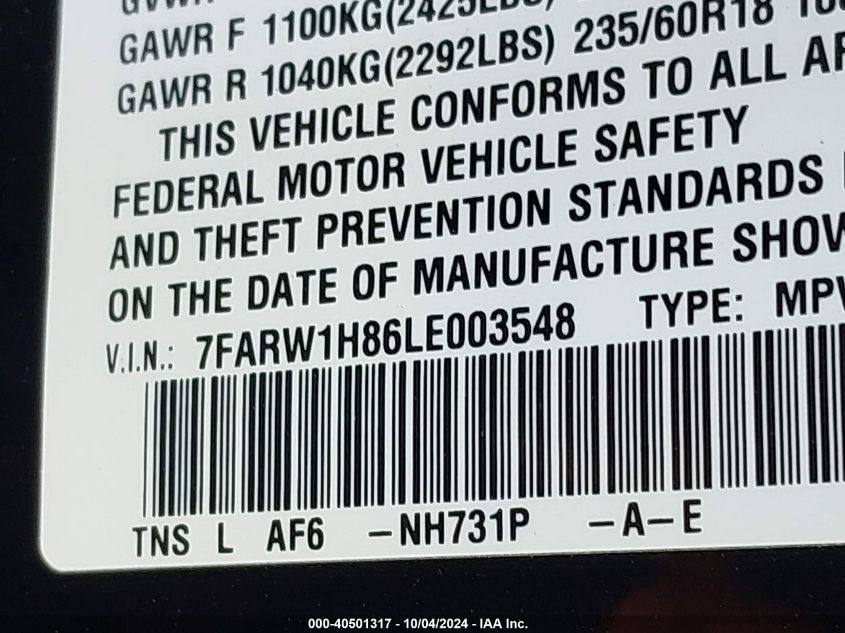 GAWR F 1100KG(2425LBS)
GAWR R 1040KG(2292LBS) 235/60R18
THIS VEHICLE CONFORMS TO ALL
FEDERAL MOTOR VEHICLE SAFETY
AND THEFT PREVENTION STANDARDS
ON THE DATE OF MANUFACTURE SHOW
V.I.N.: 7FARW1H86LE003548 TYPE: MPV
TNS L AF6 -NH731P -A-E
000-40501317 - 10/04/2024 - IAA Inc.